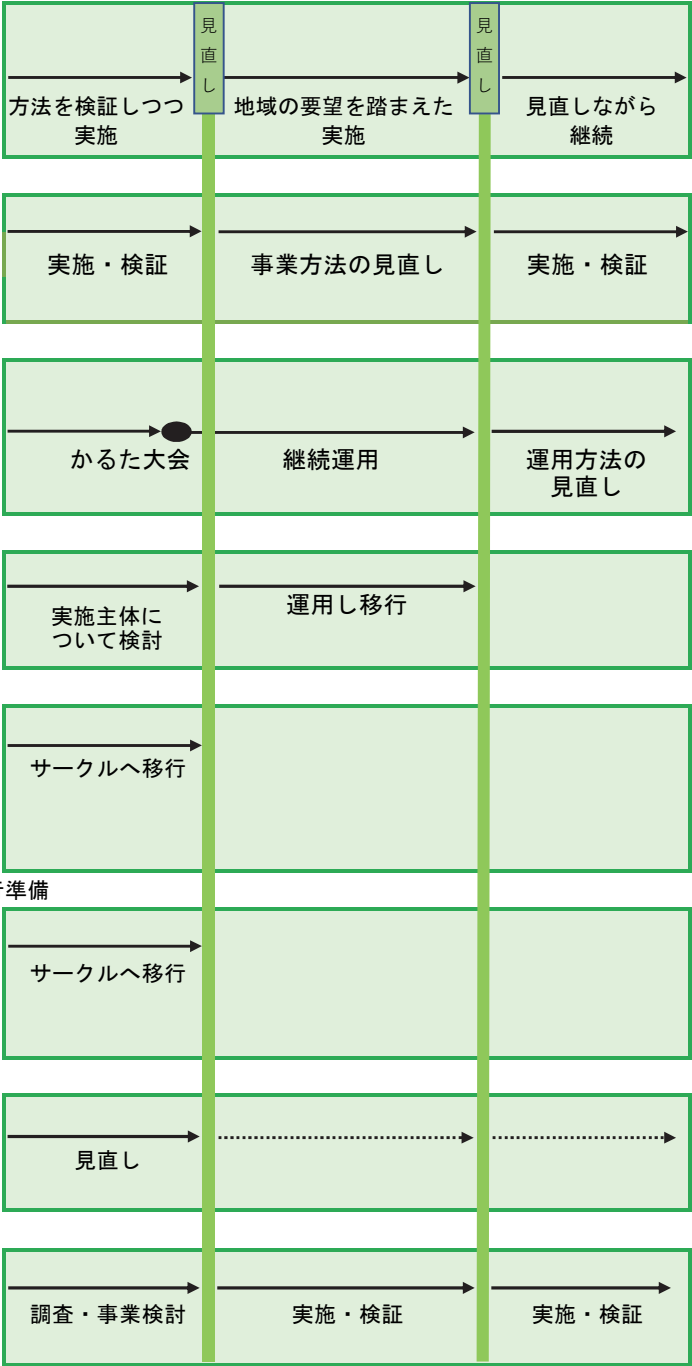 見直し
見直し
方法を検証しつつ
実施
地域の要望を踏まえた
実施
見直しながら
継続
実施・検証
事業方法の見直し
実施・検証
かるた大会
継続運用
運用方法の
見直し
実施主体に
ついて検討
運用し移行
サークルへ移行
準備
サークルへ移行
見直し
調査・事業検討
実施・検証
実施・検証